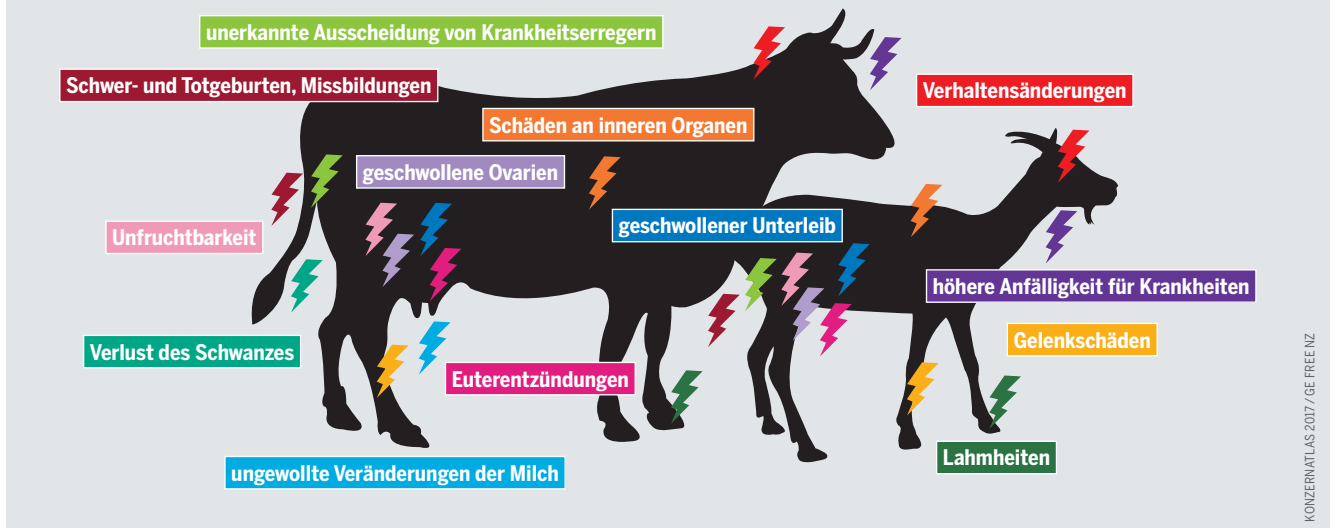 unerkannte Ausscheidung von Krankheitserregern
Schwer- und Totgeburten, Missbildungen
Verhaltensänderungen
Schäden an inneren Organen
geschwollene Ovarien
Unfruchtbarkeit
geschwollener Unterleib
höhere Anfälligkeit für Krankheiten
Verlust des Schwanzes
Gelenkschäden
Euterentzündungen
Lahmheiten
ungewollte Veränderungen der Milch
KONZERNATLAS 2017 / GE FREE NZ